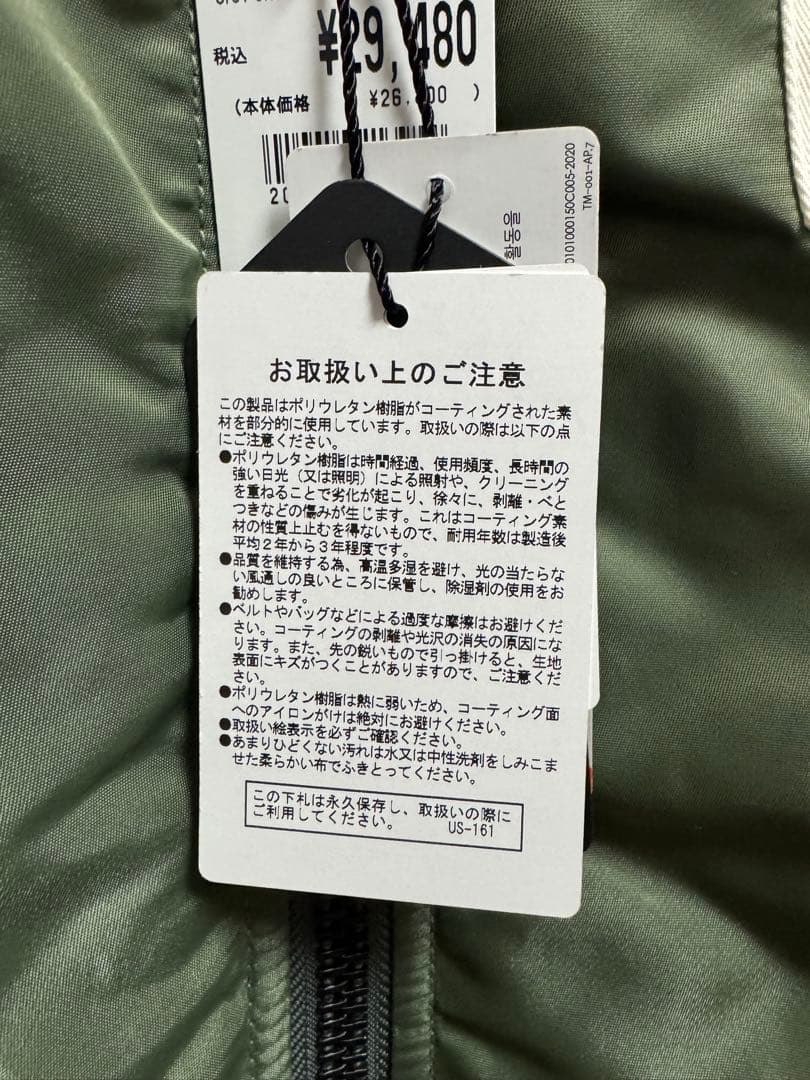 税込
¥29,480
(本体価格 ¥26,800 )
20
0101000150C005-2020
TM-001-AP.7
활동을
お取扱い上のご注意
この製品はポリウレタン樹脂がコーティングされた素
材を部分的に使用しています。取扱いの際は以下の点
にご注意ください。
●ポリウレタン樹脂は時間経過、使用頻度、長時間の
強い日光（又は照明）による照射や、クリーニング
を重ねることで劣化が起こり、徐々に、剥離・べと
つきなどの傷みが生じます。これはコーティング素
材の性質上止むを得ないもので、耐用年数は製造後
平均２年から３年程度です。
●品質を維持する為、高温多湿を避け、光の当たらな
い風通しの良いところに保管し、除湿剤の使用をお
勧めします。
●ベルトやバッグなどによる過度な摩擦はお避けくだ
さい。コーティングの剥離や光沢の消失の原因にな
ります。また、先の鋭いもので引っ掛けると、生地
表面にキズがつくことがありますので、ご注意くだ
さい。
●ポリウレタン樹脂は熱に弱いため、コーティング面
へのアイロンがけは絶対にお避けください。
●取扱い絵表示を必ずご確認ください。
●あまりひどくない汚れは水又は中性洗剤をしみこま
せた柔らかい布でふきとってください。
この下札は永久保存し、取扱いの際に
ご利用してください。 US-161